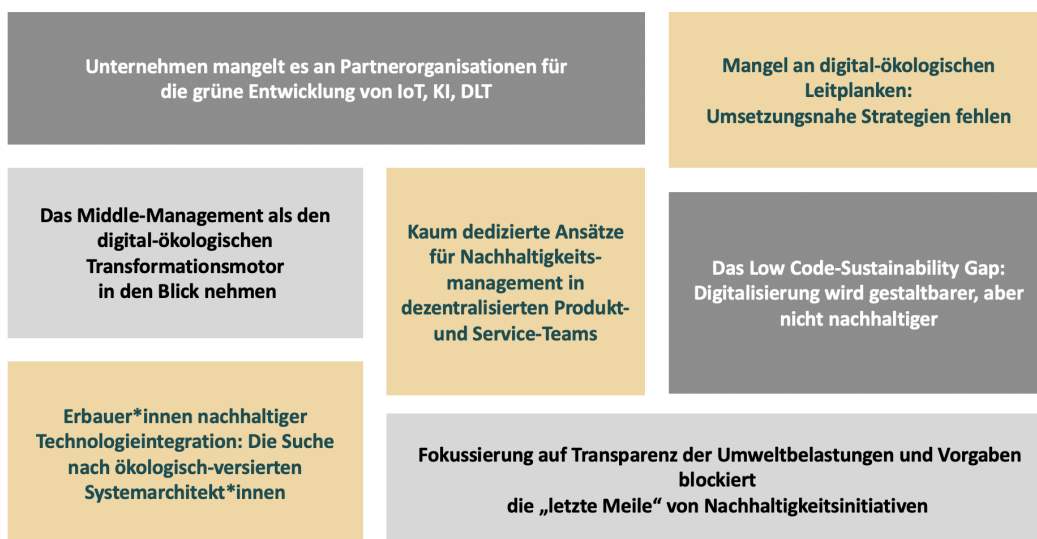 Unternehmen mangelt es an Partnerorganisationen für
die grüne Entwicklung von IoT, KI, DLT
Mangel an digital-ökologischen
Leitplanken:
Umsetzungsnahe Strategien fehlen
Das Middle-Management als den
digital-ökologischen
Transformationsmotor
in den Blick nehmen
Kaum dedizierte Ansätze
für Nachhaltigkeits-
management in
dezentralisierten Produkt-
und Service-Teams
Das Low Code-Sustainability Gap:
Digitalisierung wird gestaltbarer, aber
nicht nachhaltiger
Erbauer*innen nachhaltiger
Technologieintegration: Die Suche
nach ökologisch-versierten
Systemarchitekt*innen
Fokussierung auf Transparenz der Umweltbelastungen und Vorgaben
blockiert
die „letzte Meile“ von Nachhaltigkeitsinitiativen